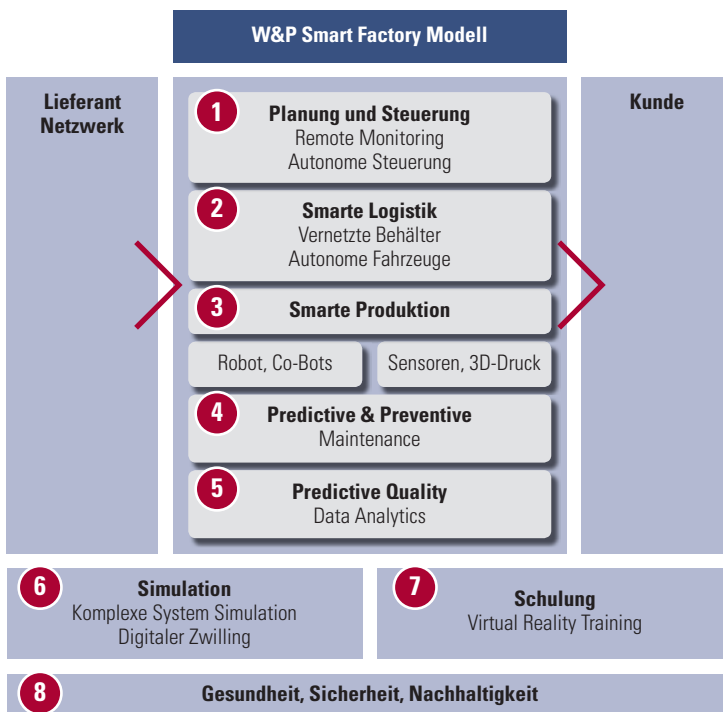 W&P Smart Factory Modell
Lieferant
Netzwerk
1
Planung und Steuerung
Remote Monitoring
Autonome Steuerung
2
Smarte Logistik
Vernetzte Behälter
Autonome Fahrzeuge
3
Smarte Produktion
Robot, Co-Bots
Sensoren, 3D-Druck
4
Predictive & Preventive
Maintenance
5
Predictive Quality
Data Analytics
Kunde
6
Simulation
Komplexe System Simulation
Digitaler Zwilling
7
Schulung
Virtual Reality Training
8
Gesundheit, Sicherheit, Nachhaltigkeit